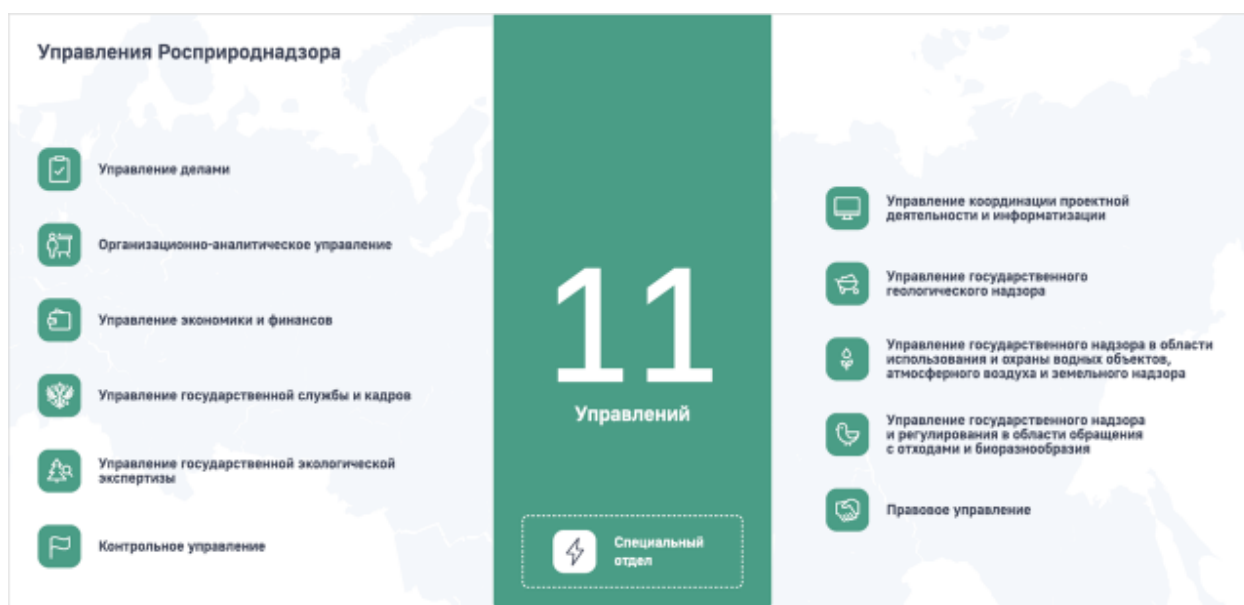 Управления Росприроднадзора
Управление делами
Организационно-аналитическое управление
Управление экономики и финансов
Управление государственной службы и кадров
Управление государственной экологической
экспертизы
Контрольное управление
11
Управлений
Специальный
отдел
Управление координации проектной
деятельности и информатизации
Управление государственного
геологического надзора
Управление государственного надзора в области
использования и охраны водных объектов,
атмосферного воздуха и земельного надзора
Управление государственного надзора
и регулирования в области обращения
с отходами и биоразнообразия
Правовое управление